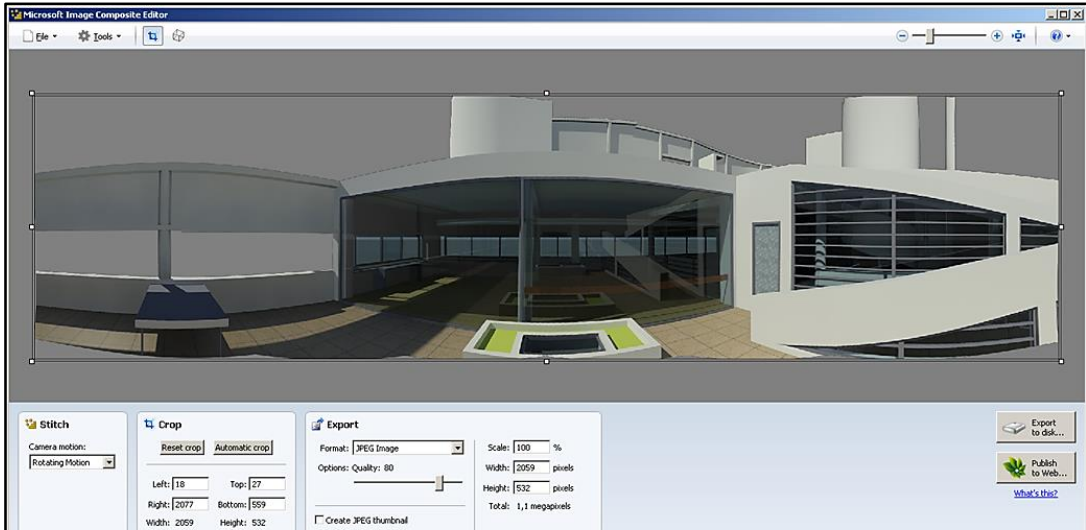 Microsoft Image Composite Editor
File Tools
Stitch
Camera motion:
Rotating Motion
Crop
Reset crop Automatic crop
Left: 18 Top: 27
Right: 2077 Bottom: 559
Width: 2059 Height: 532
Export
Format: JPEG Image
Options: Quality: 80
Create JPEG thumbnail
Scale: 100 %
Width: 2059 pixels
Height: 532 pixels
Total: 1,1 megapixels
Export
to disk...
Publish
to Web...
What's this?